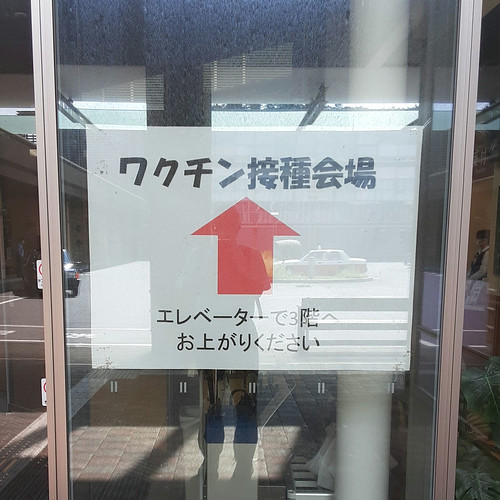 ワクチン接種会場
エレベーターで3階へ
お上がりください